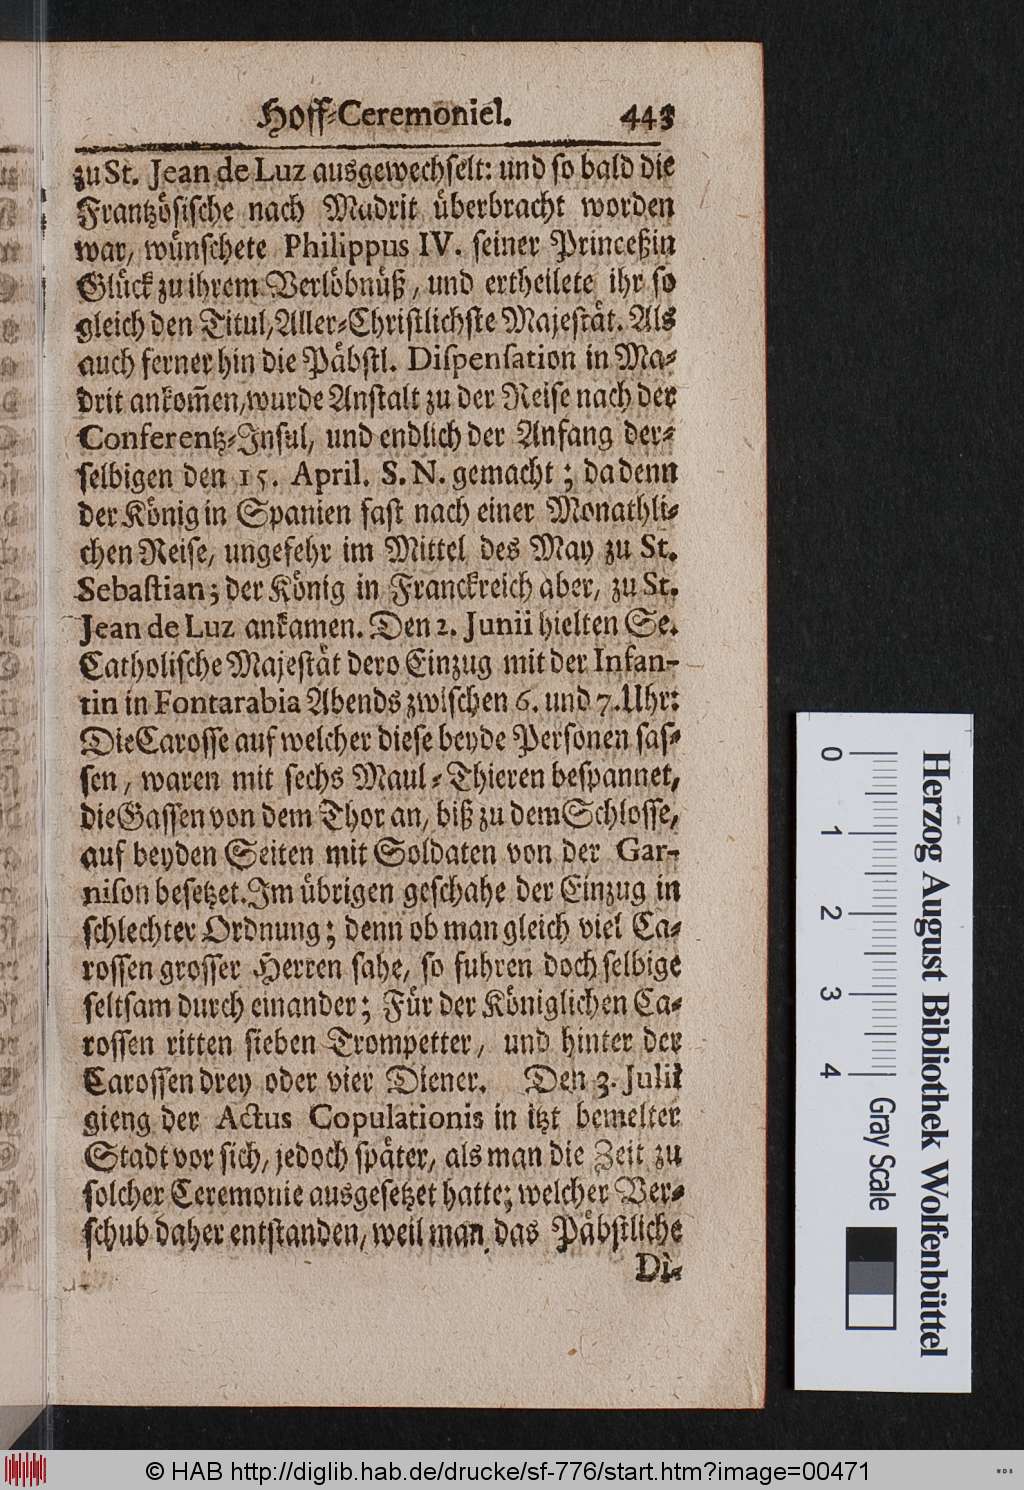 Hoff-Ceremoniel. 443
zu St. Jean de Luz ausgewechselt: und so bald die
Frantzösische nach Madrit überbracht worden
war, wünschete Philippus IV. seiner Princeßin
Glück zu ihrem Verlöbnüß, und ertheilete ihr so
gleich den Titul, Aller-Christlichste Majestät. Als
auch ferner hin die Päbstl. Dispensation in Ma-
drit ankom̃en, wurde Anstalt zu der Reise nach der
Conferentz-Insul, und endlich der Anfang der-
selbigen den 15. April. S. N. gemacht; da denn
der König in Spanien fast nach einer Monathli-
chen Reise, ungefehr im Mittel des May zu St.
Sebastian; der König in Franckreich aber, zu St.
Jean de Luz ankamen. Den 2. Junii hielten Se.
Catholische Majestät dero Einzug mit der Infan-
tin in Fontarabia Abends zwischen 6. und 7. Uhr:
Die Carosse auf welcher diese beyde Personen sas-
sen, waren mit sechs Maul-Thieren bespannet,
die Gassen von dem Thor an, biß zu dem Schlosse,
auf beyden Seiten mit Soldaten von der Gar-
nison besetzet. Im übrigen geschahe der Einzug in
schlechter Ordnung; denn ob man gleich viel Ca-
rossen grosser Herren sahe, so fuhren doch selbige
seltsam durch einander; Für der Königlichen Ca-
rossen ritten sieben Trompetter, und hinter der
Carossen drey oder vier Diener. Den 3. Julii
gieng der Actus Copulationis in itzt bemelter
Stadt vor sich, jedoch später, als man die Zeit zu
solcher Ceremonie ausgesetzet hatte; welcher Ver-
schub daher entstanden, weil man das Päbstliche
Di-
0 1 2 3 4 Gray Scale
Herzog August Bibliothek Wolfenbüttel
© HAB http://diglib.hab.de/drucke/sf-776/start.htm?image=00471